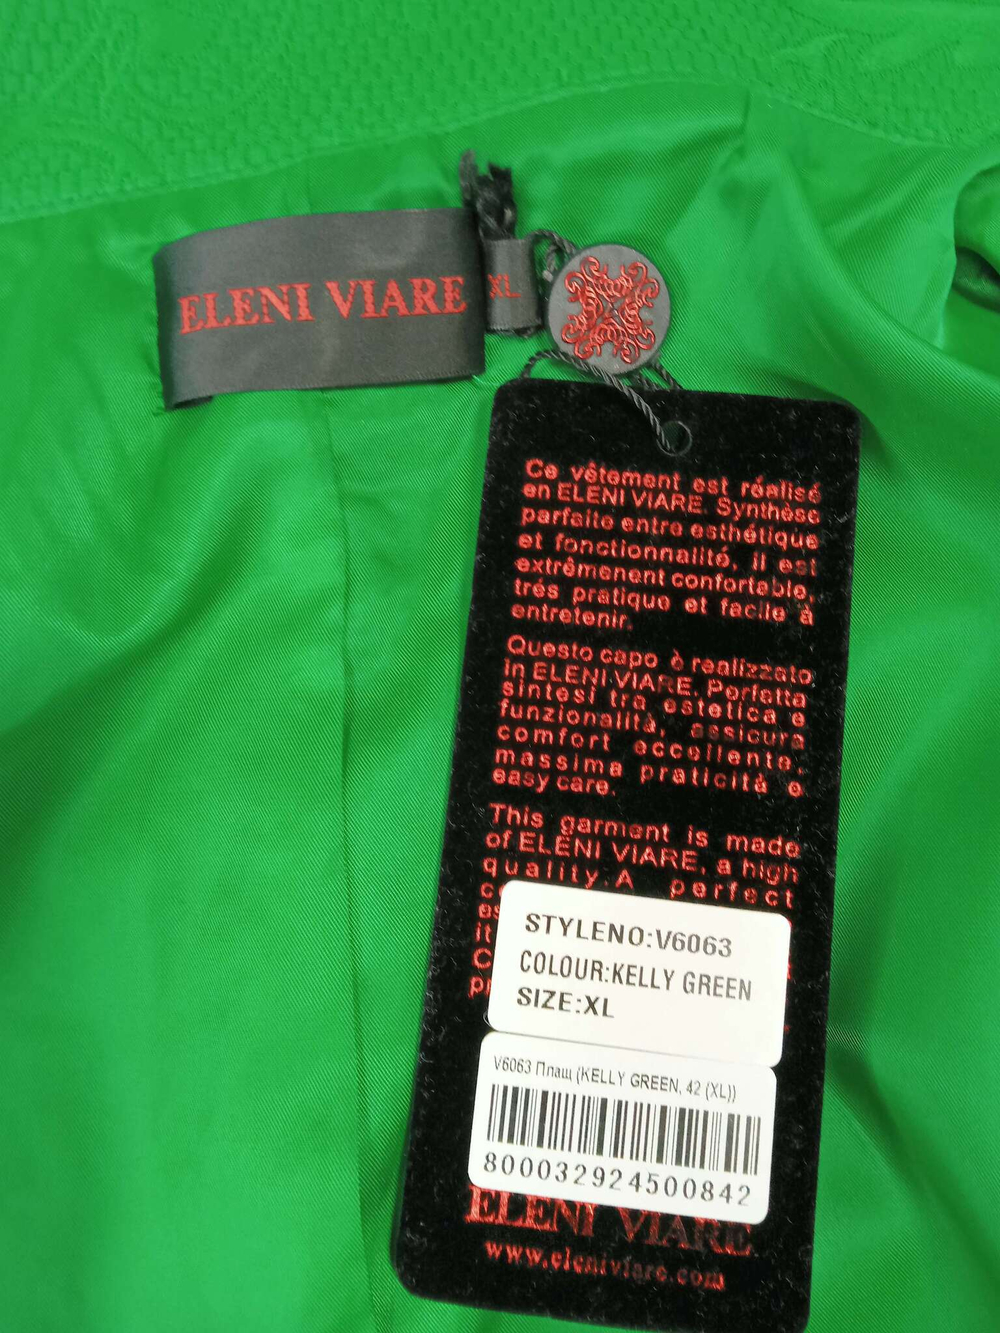 ELENI VIARE
XL
Ce vêtement est réalisé
en ELENI VIARE. Synthèse
parfaite entre esthétique
et fonctionnalité, il est
extrêmement confortable,
trés pratique et facile à
entretenir.
Questo capo è realizzato
in ELENI VIARE. Perfetta
sintesi tra estetica e
funzionalità, assicura
comfort eccellente,
massima praticità e
easy care.
This garment is made
of ELENI VIARE, a high
quality. A perfect
STYLENO:V6063
COLOUR:KELLY GREEN
SIZE:XL
V6063 Плащ (KELLY GREEN, 42 (XL))
800032924500842
ELENI VIARE
www.eleniviare.com